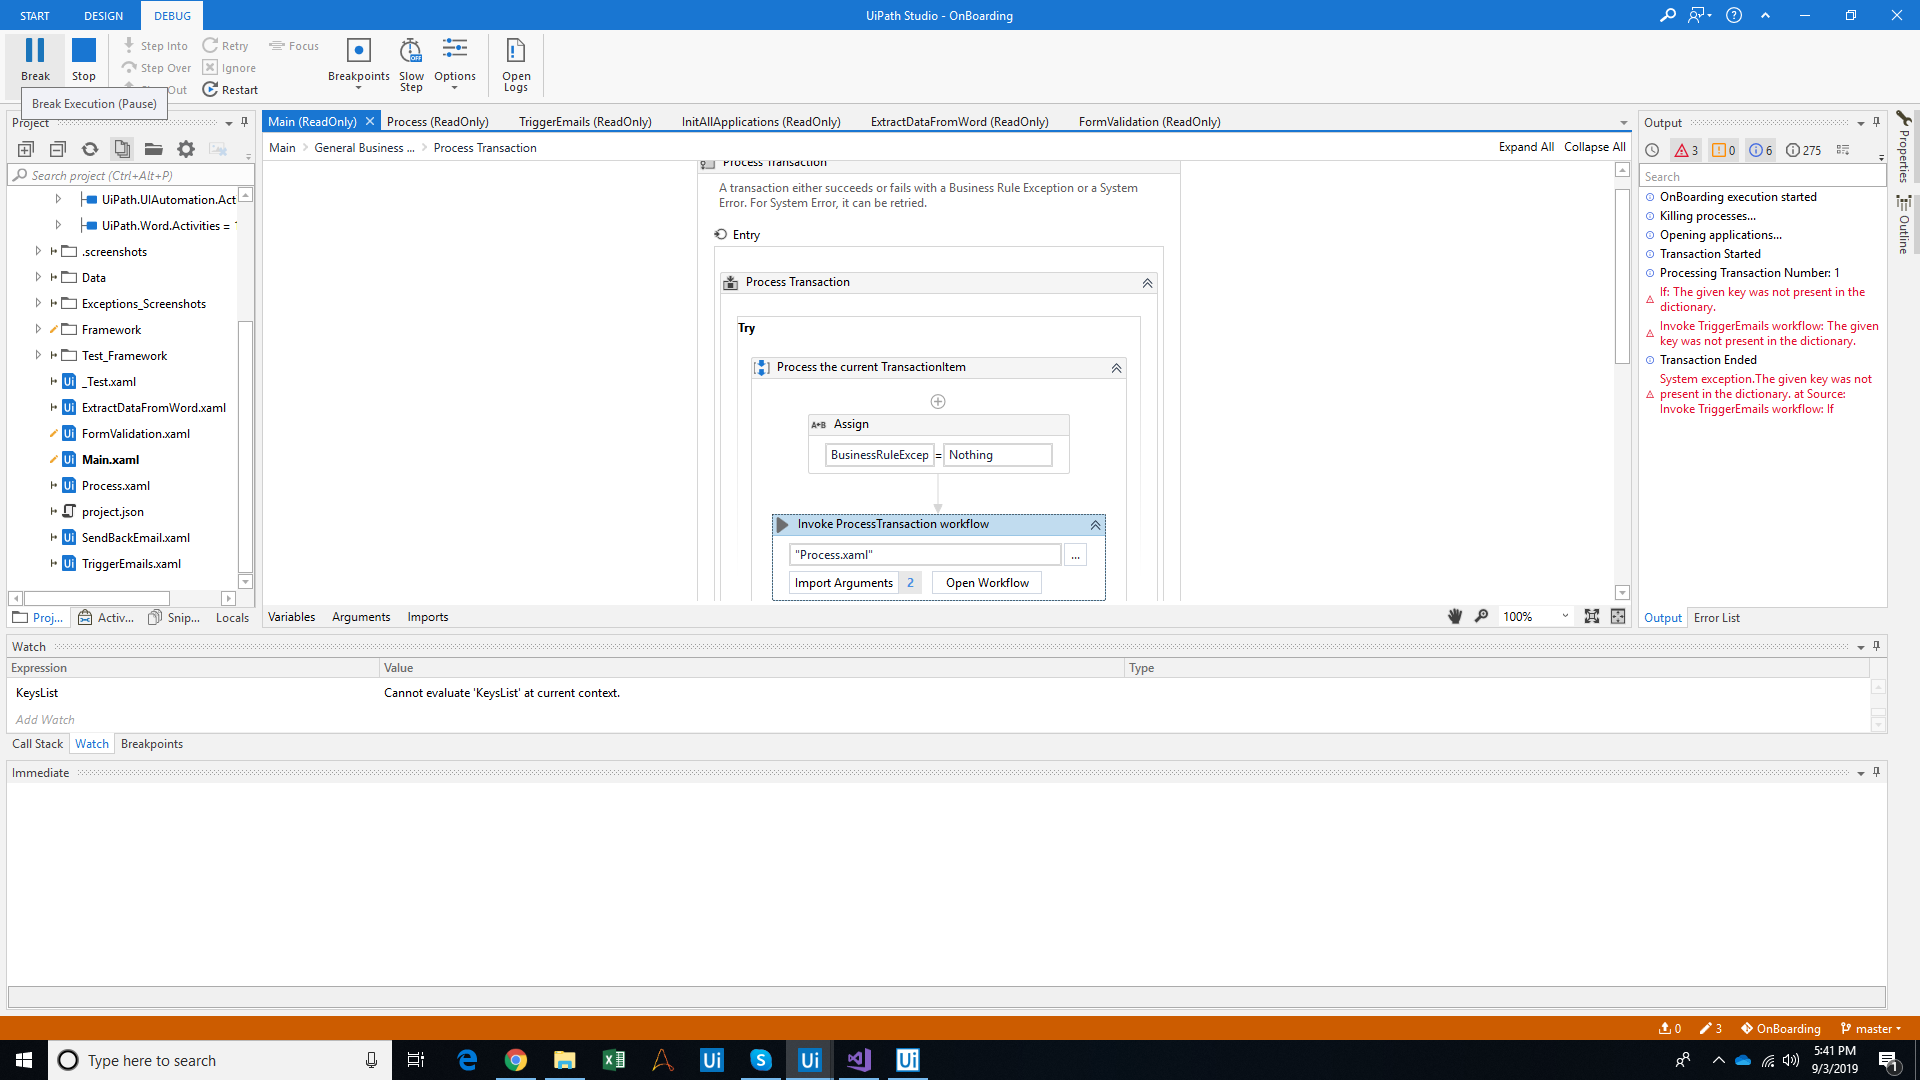 START DESIGN DEBUG
UiPath Studio - OnBoarding
Break
Stop
Step Into
Step Over
Out
Retry
Ignore
Restart
Focus
Breakpoints
Slow
Step
Options
Open
Logs
Break Execution (Pause)
Project
Search project (Ctrl+Alt+P)
UiPath.UIAutomation.Act
UiPath.Word.Activities =
.screenshots
Data
Exceptions_Screenshots
Framework
Test_Framework
_Test.xaml
ExtractDataFromWord.xaml
FormValidation.xaml
Main.xaml
Process.xaml
project.json
SendBackEmail.xaml
TriggerEmails.xaml
Proj... Activ... Snip... Locals
Main (ReadOnly) Process (ReadOnly) TriggerEmails (ReadOnly) InitAllApplications (ReadOnly) ExtractDataFromWord (ReadOnly) FormValidation (ReadOnly)
Main General Business ... Process Transaction
Expand All Collapse All
Process Transaction
A transaction either succeeds or fails with a Business Rule Exception or a System
Error. For System Error, it can be retried.
Entry
Process Transaction
Try
Process the current TransactionItem
A+B Assign
BusinessRuleExcep = Nothing
Invoke ProcessTransaction workflow
"Process.xaml" ...
Import Arguments 2 Open Workflow
Variables Arguments Imports
100%
Output
3 0 6 275
Search
OnBoarding execution started
Killing processes...
Opening applications...
Transaction Started
Processing Transaction Number: 1
If: The given key was not present in the
dictionary.
Invoke TriggerEmails workflow: The given
key was not present in the dictionary.
Transaction Ended
System exception.The given key was not
present in the dictionary. at Source:
Invoke TriggerEmails workflow: If
Output Error List
Properties
Outline
Watch
Expression Value Type
KeysList Cannot evaluate 'KeysList' at current context.
Add Watch
Call Stack Watch Breakpoints
Immediate
0 3 OnBoarding master
Type here to search
5:41 PM
9/3/2019
1